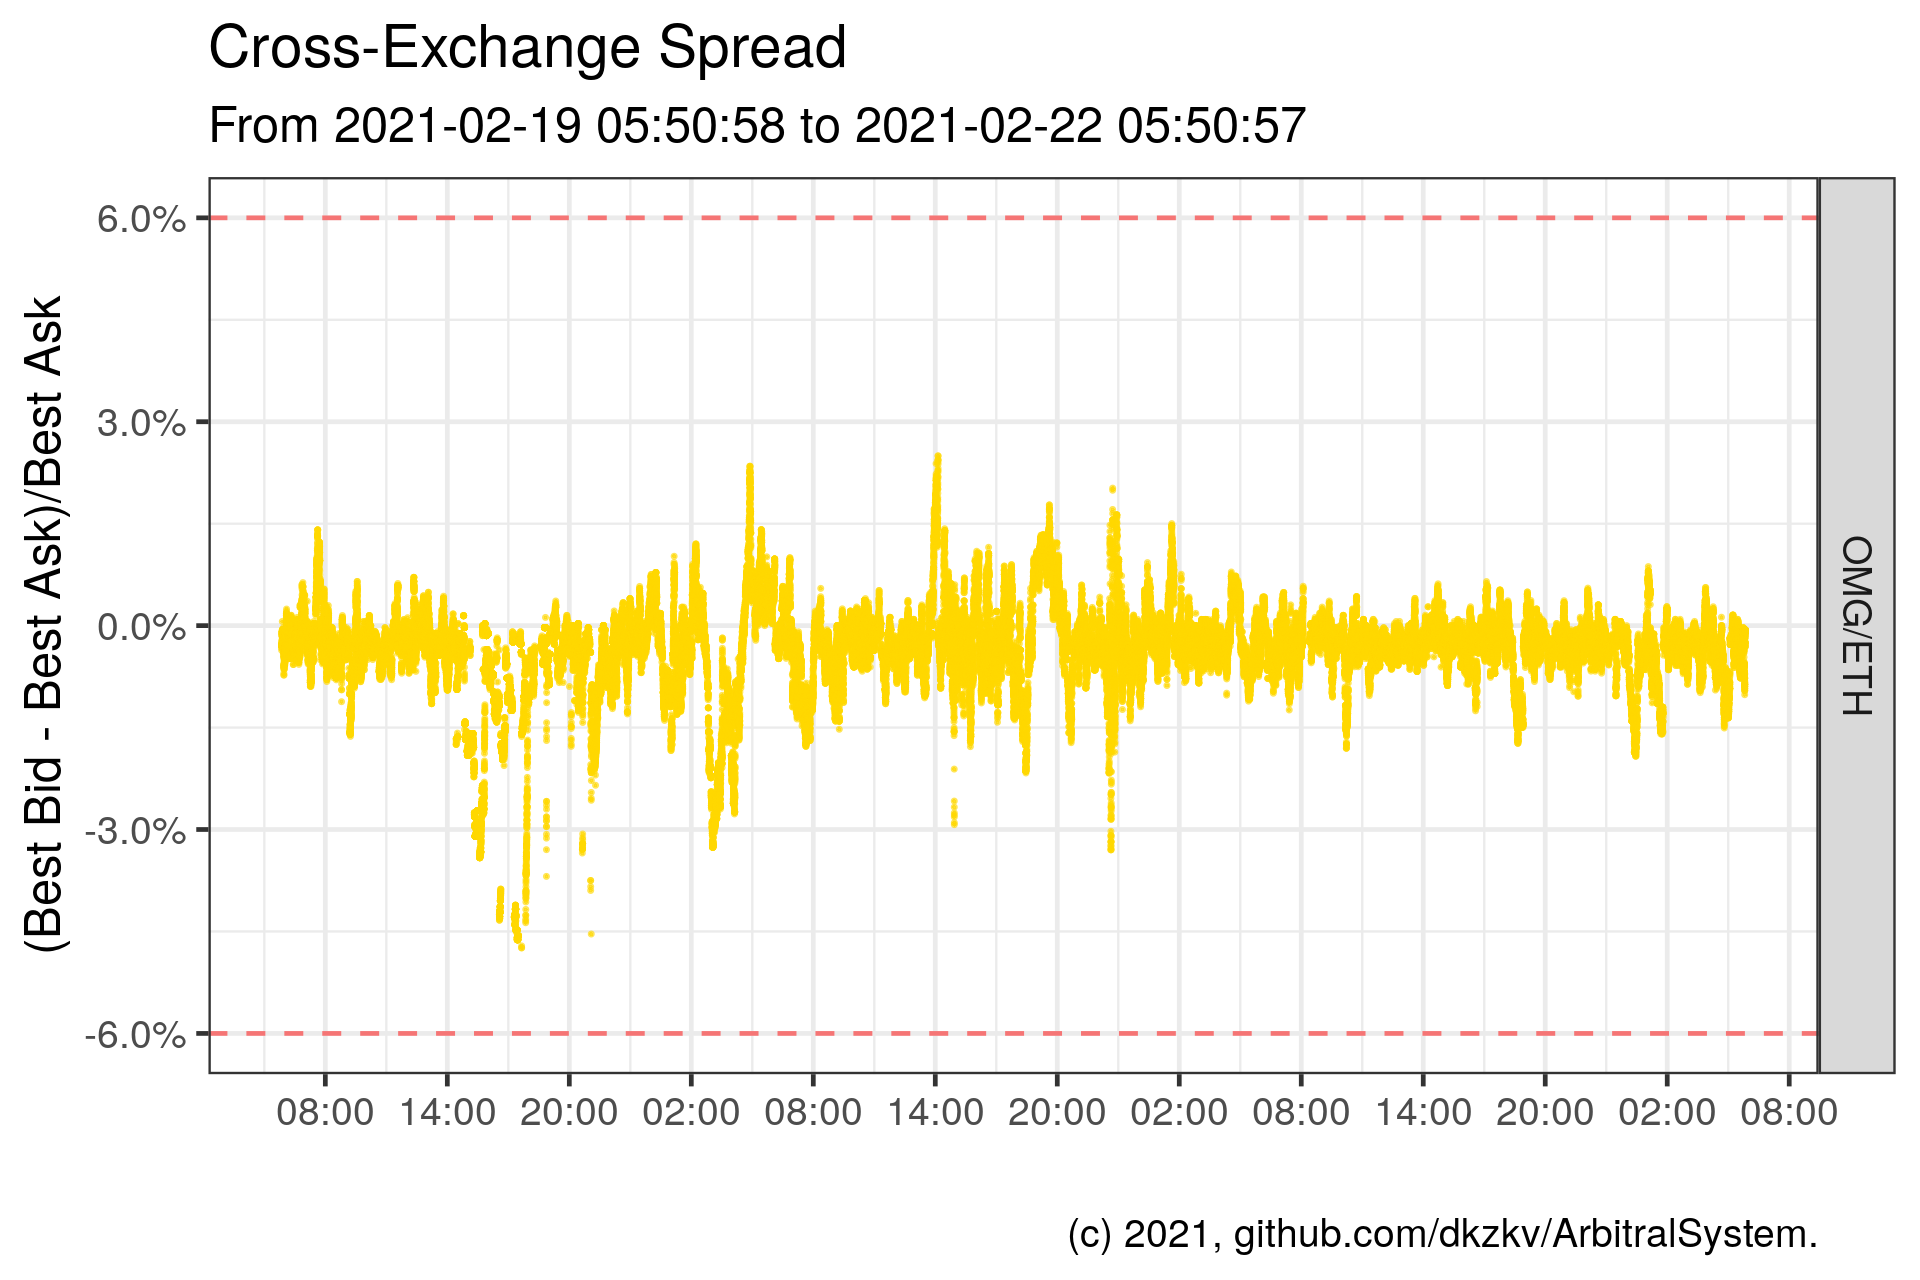 Cross-Exchange Spread
From 2021-02-19 05:50:58 to 2021-02-22 05:50:57
(Best Bid - Best Ask)/Best Ask
6.0%
3.0%
0.0%
-3.0%
-6.0%
OMG/ETH
08:00 14:00 20:00 02:00 08:00 14:00 20:00 02:00 08:00 14:00 20:00 02:00 08:00
(c) 2021, github.com/dkzkv/ArbitralSystem.